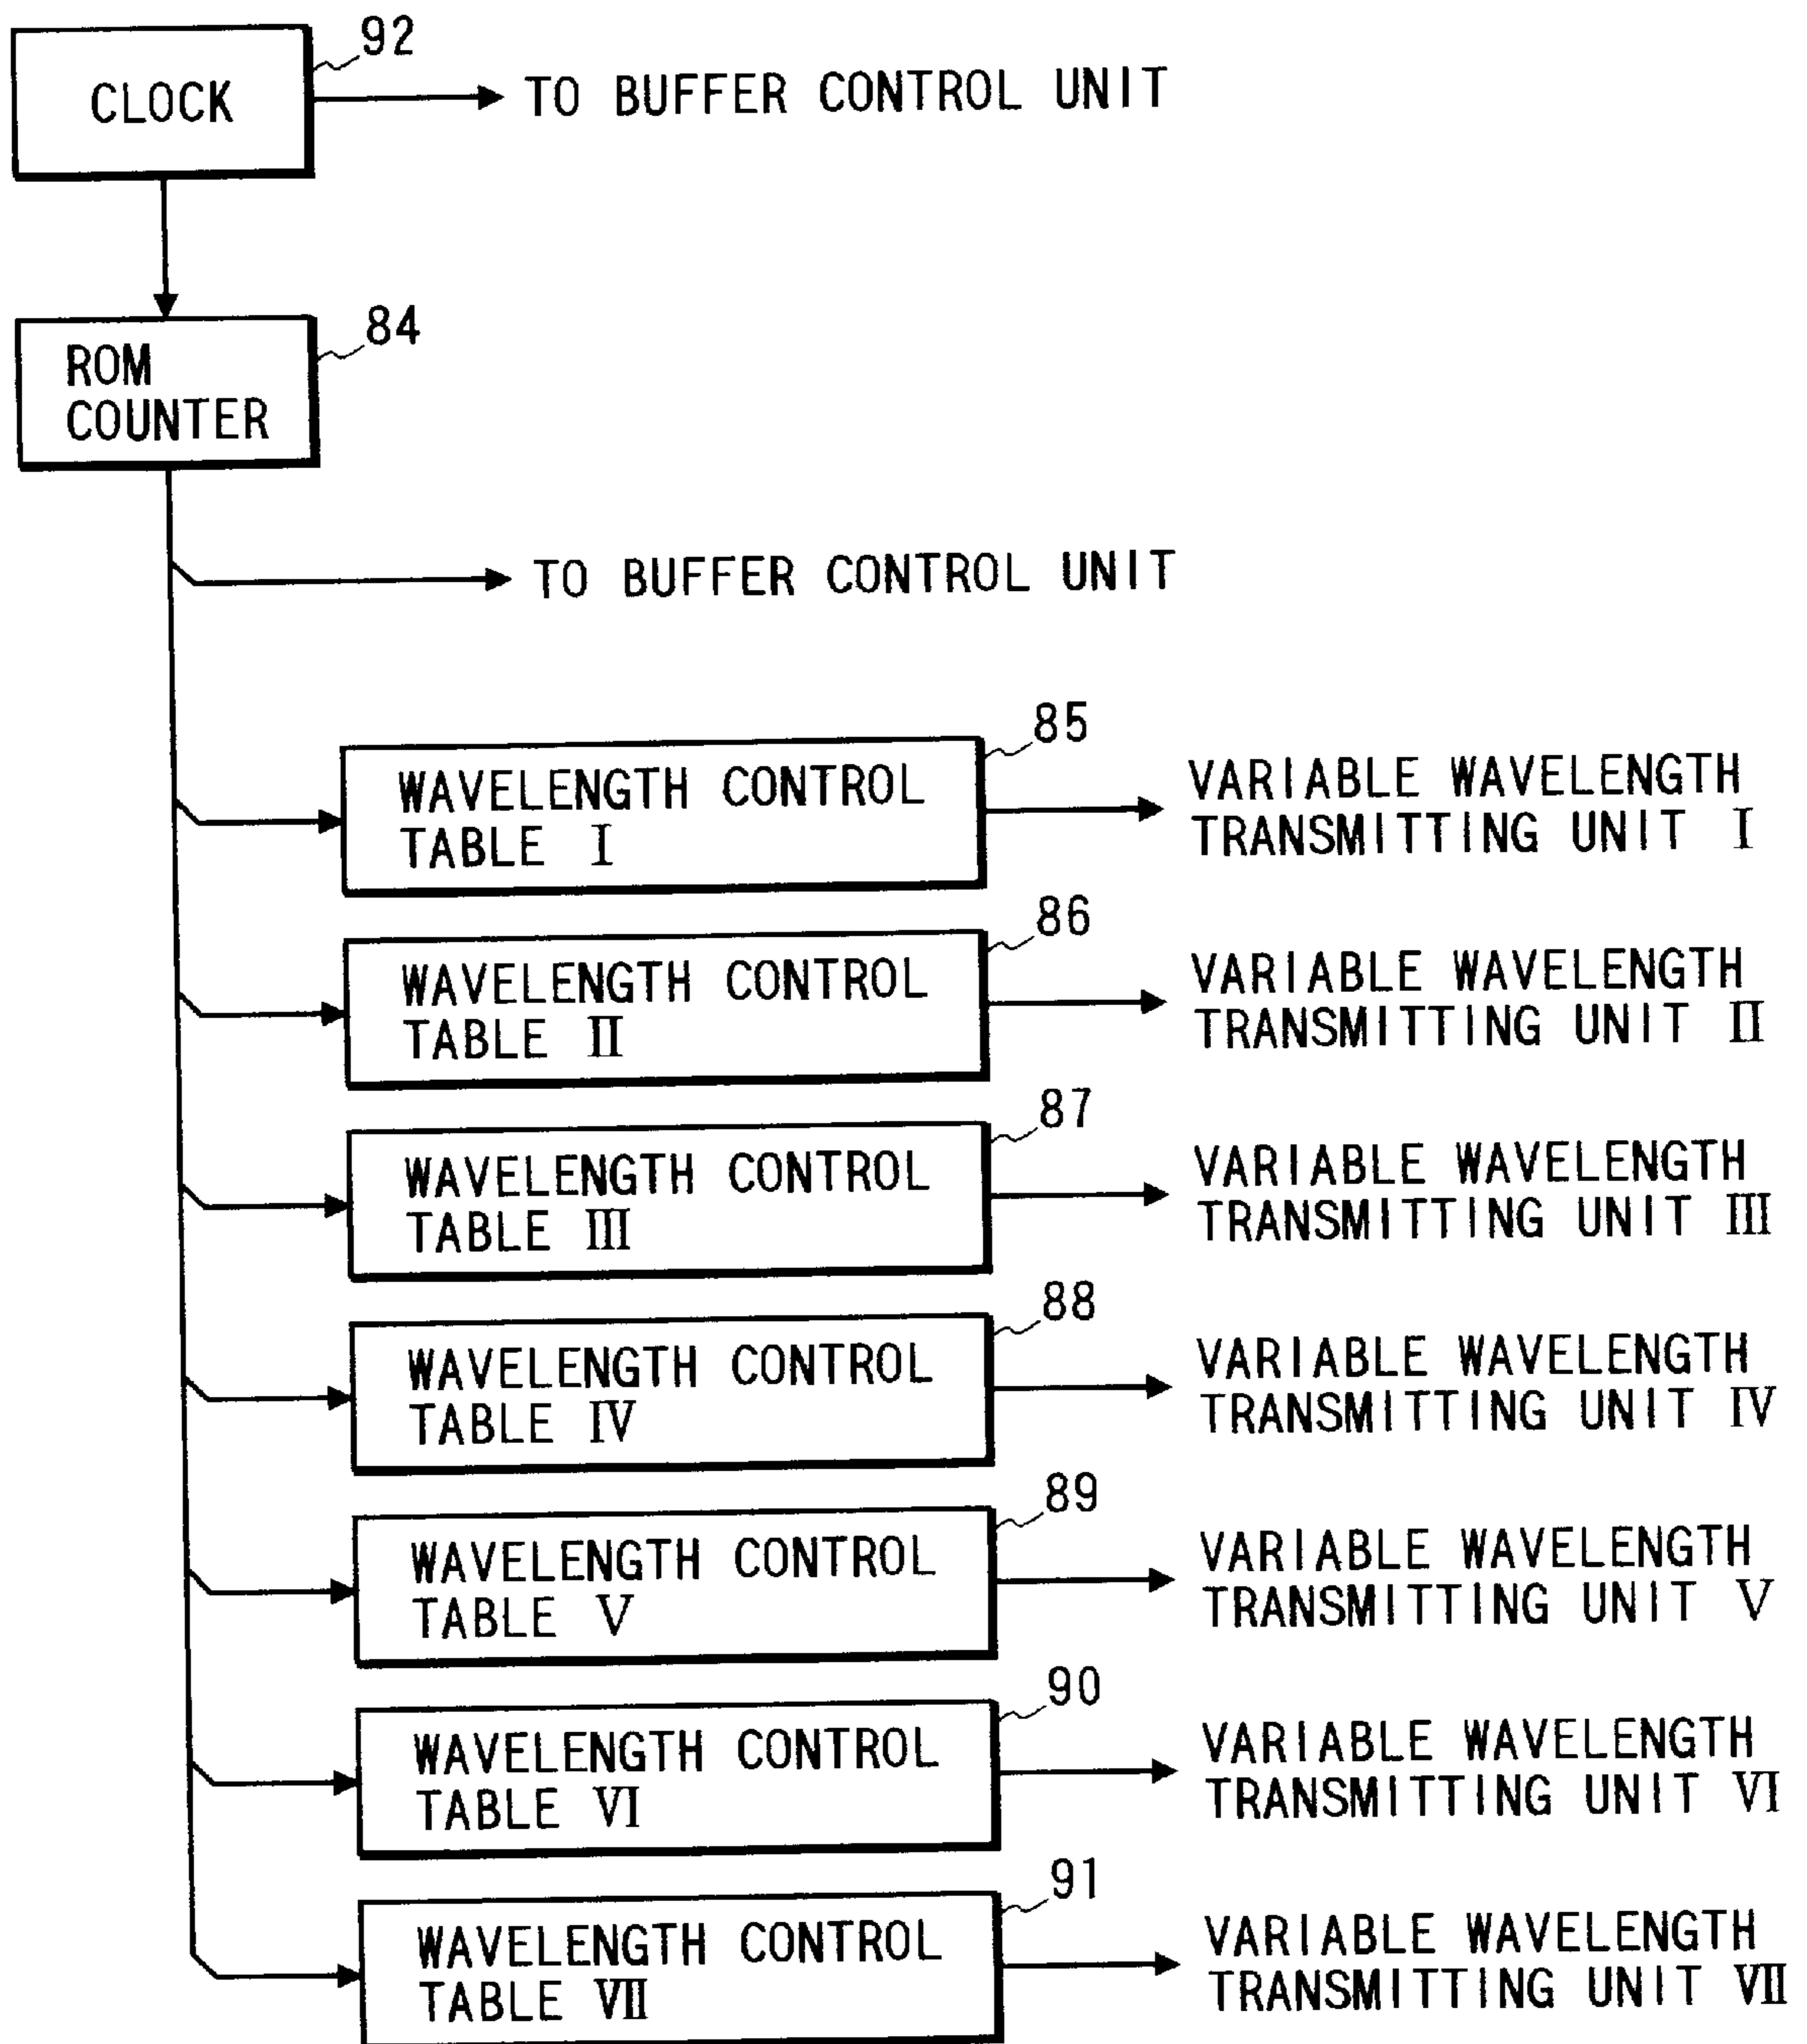 92
CLOCK
TO BUFFER CONTROL UNIT
84
ROM
COUNTER
TO BUFFER CONTROL UNIT
85
WAVELENGTH CONTROL
TABLE I
VARIABLE WAVELENGTH
TRANSMITTING UNIT I
86
WAVELENGTH CONTROL
TABLE II
VARIABLE WAVELENGTH
TRANSMITTING UNIT II
87
WAVELENGTH CONTROL
TABLE III
VARIABLE WAVELENGTH
TRANSMITTING UNIT III
88
WAVELENGTH CONTROL
TABLE IV
VARIABLE WAVELENGTH
TRANSMITTING UNIT IV
89
WAVELENGTH CONTROL
TABLE V
VARIABLE WAVELENGTH
TRANSMITTING UNIT V
90
WAVELENGTH CONTROL
TABLE VI
VARIABLE WAVELENGTH
TRANSMITTING UNIT VI
91
WAVELENGTH CONTROL
TABLE VII
VARIABLE WAVELENGTH
TRANSMITTING UNIT VII